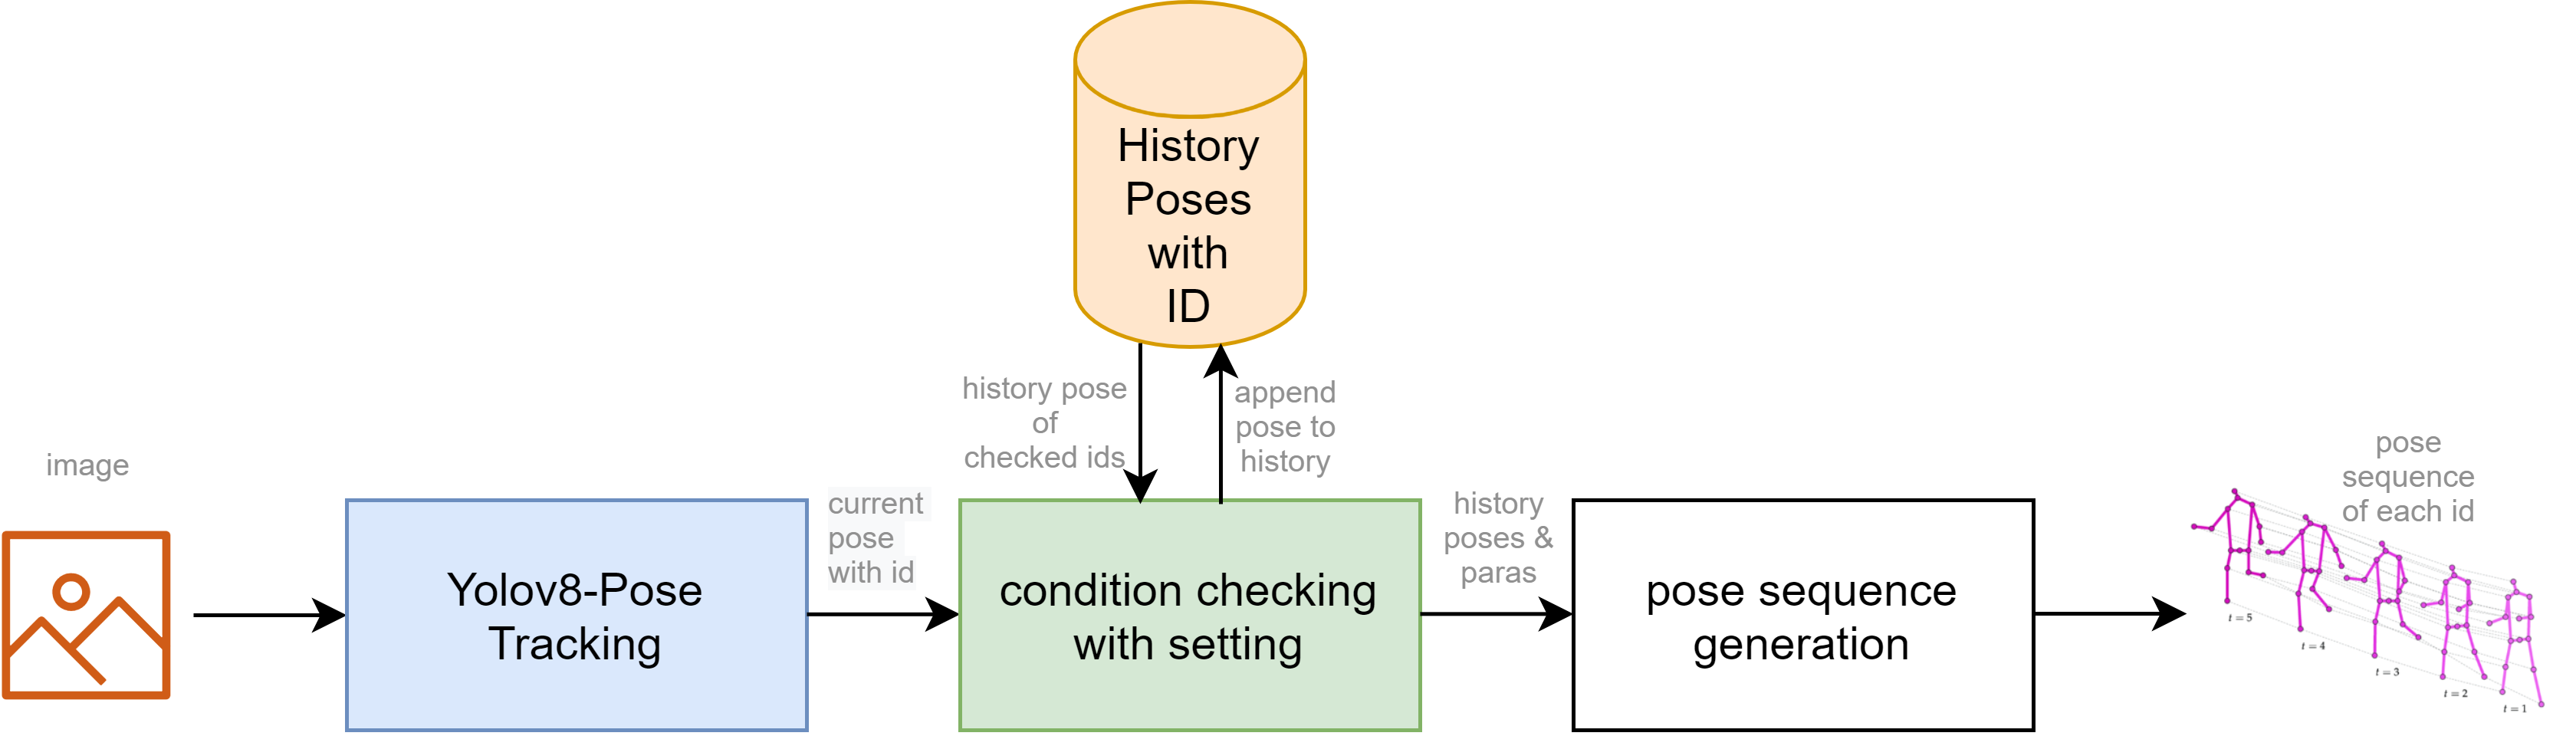 History
Poses
with
ID
history pose
of
checked ids
append
pose to
history
image
Yolov8-Pose
Tracking
current
pose
with id
condition checking
with setting
history
poses &
paras
pose sequence
generation
pose
sequence
of each id
t = 5
t = 4
t = 3
t = 2
t = 1